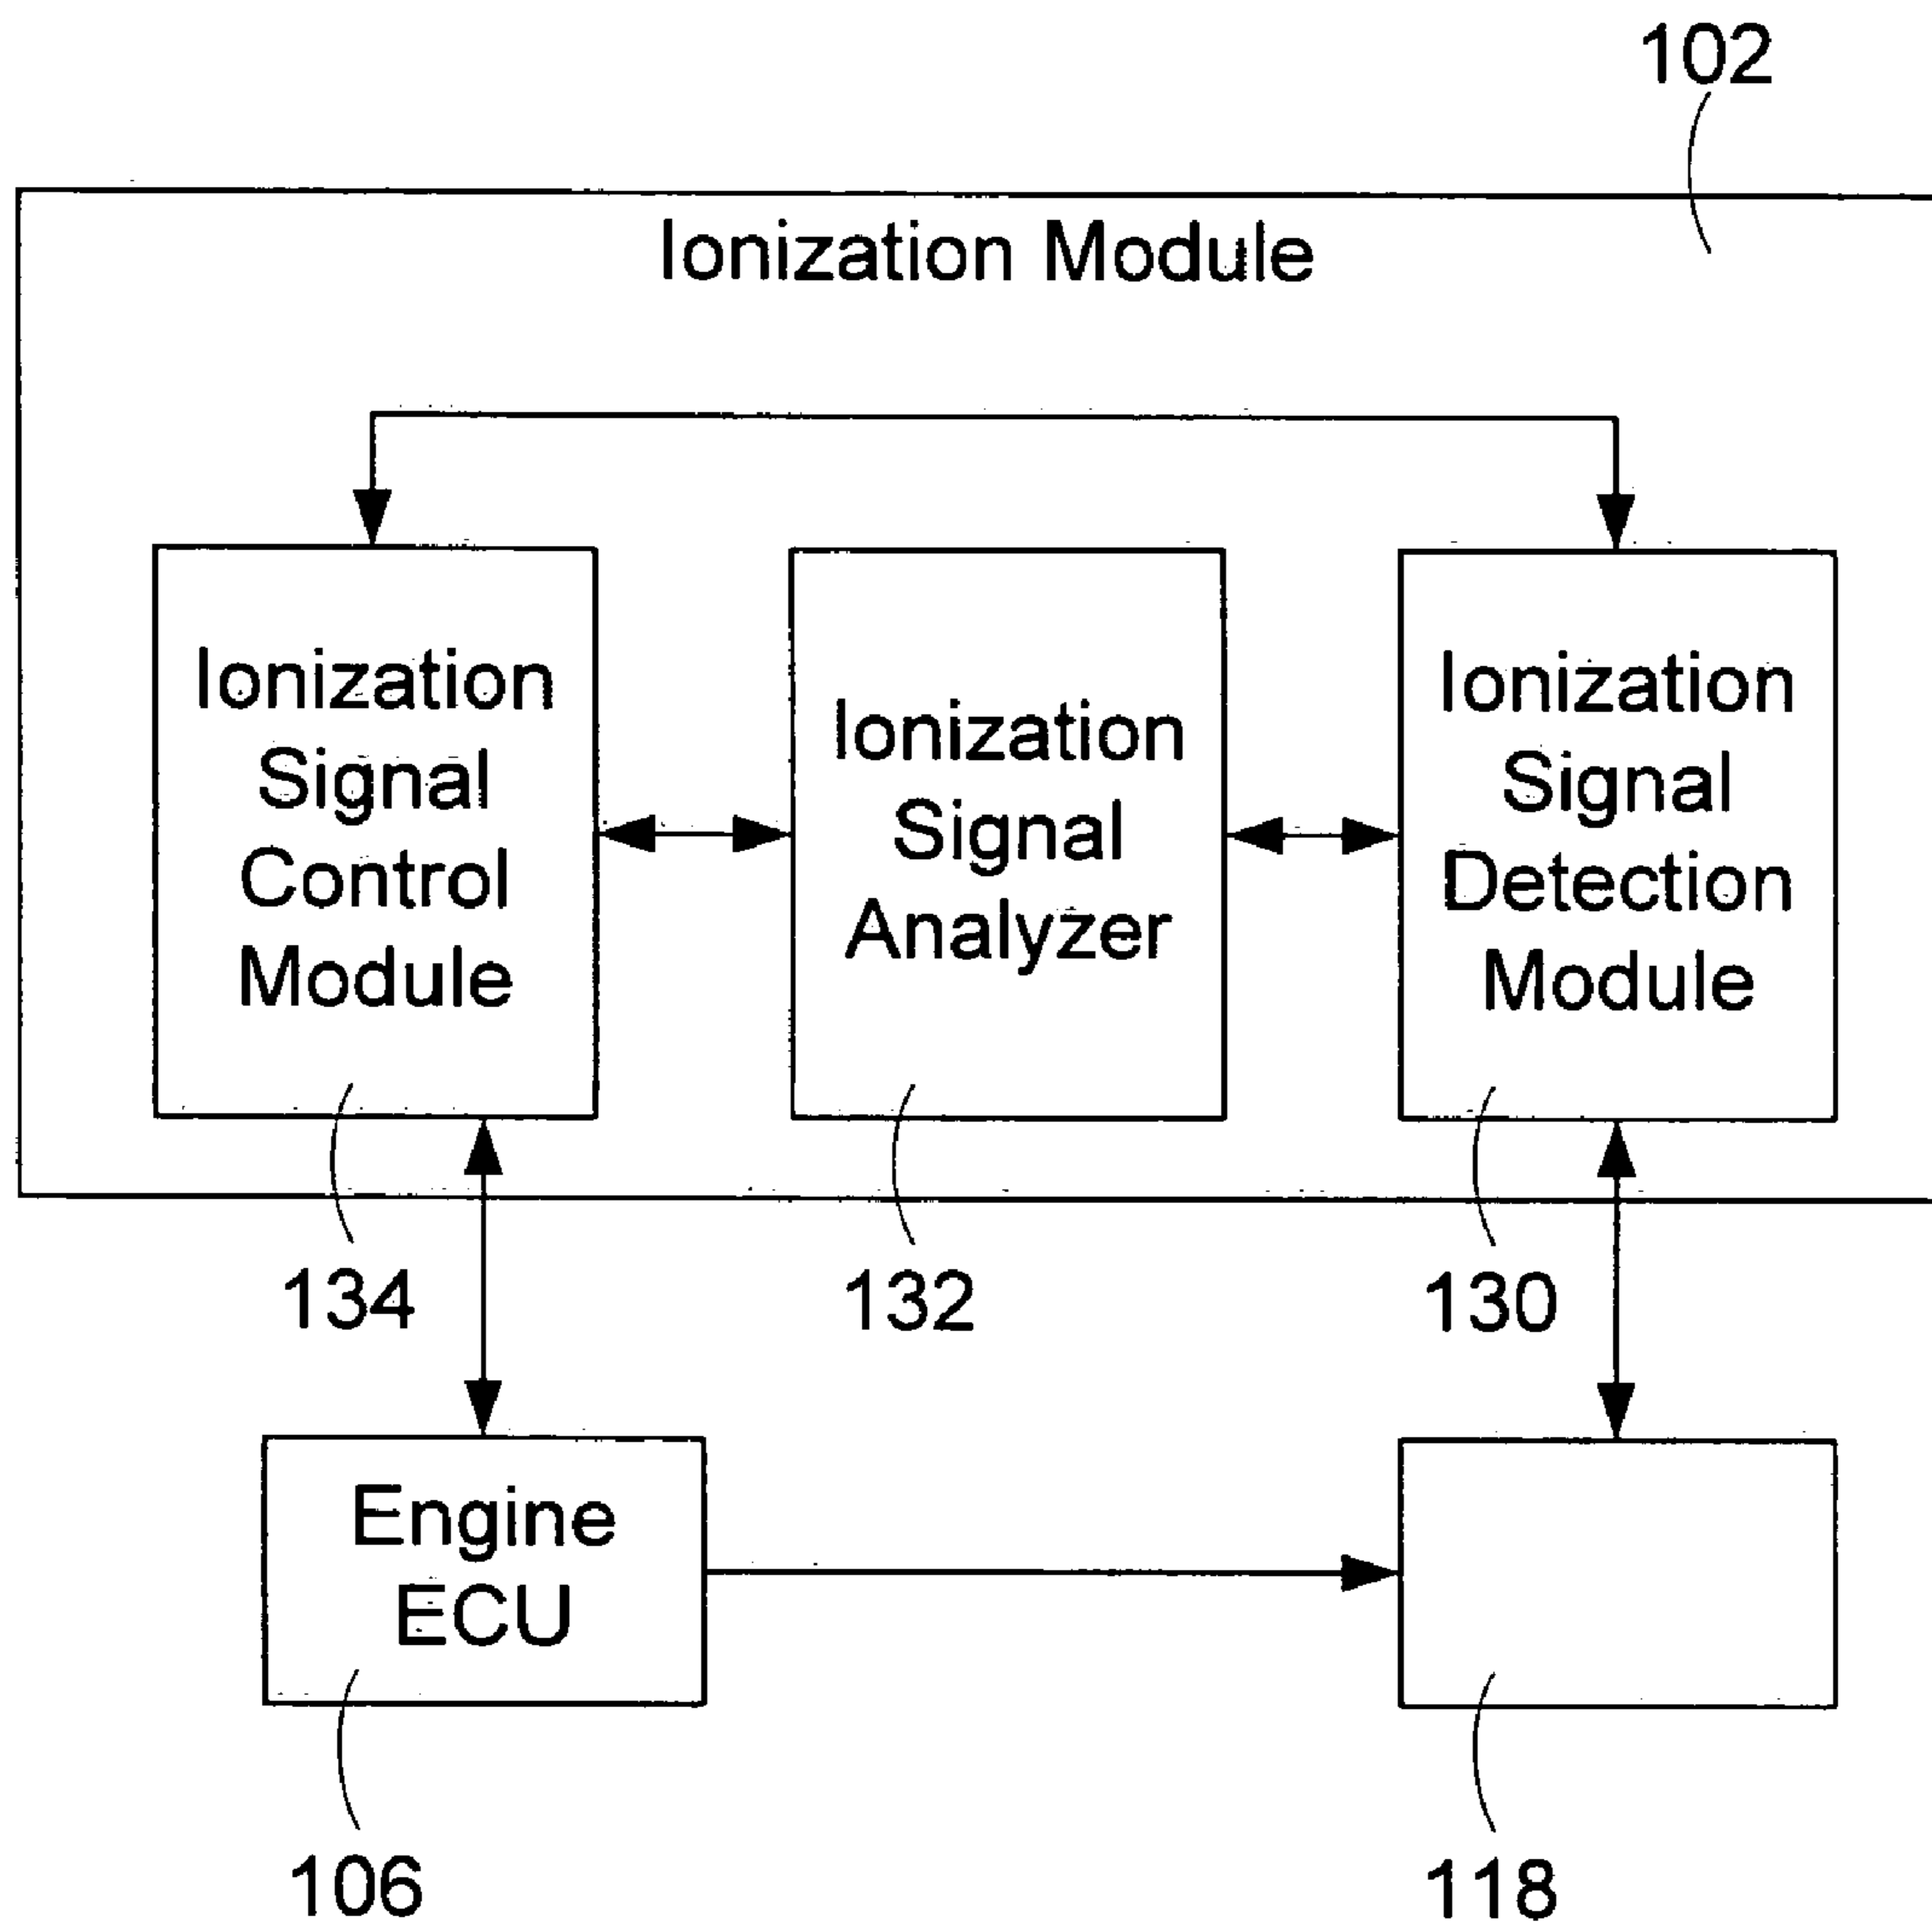 102
Ionization Module
Ionization
Signal
Control
Module
Ionization
Signal
Analyzer
Ionization
Signal
Detection
Module
134
132
130
Engine
ECU
106
118